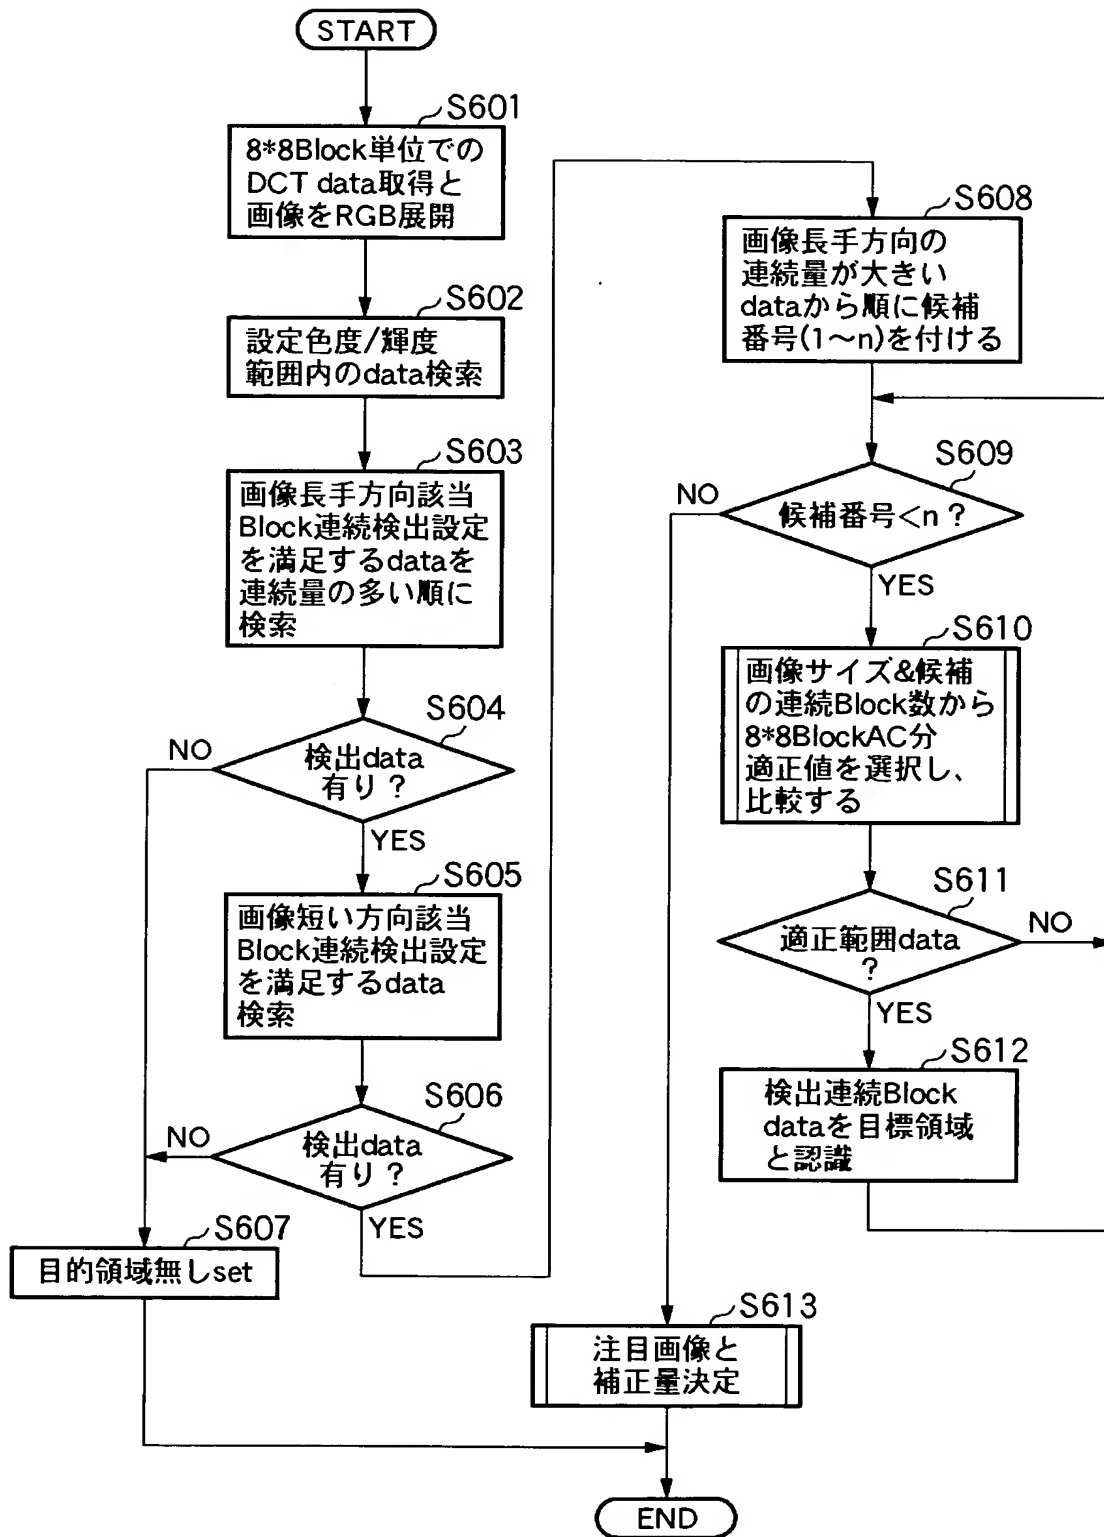 START
S601
8*8Block単位での
DCT data取得と
画像をRGB展開
S602
設定色度/輝度
範囲内のdata検索
S603
画像長手方向該当
Block連続検出設定
を満足するdataを
連続量の多い順に
検索
S604
検出data
有り？
NO
YES
S605
画像短い方向該当
Block連続検出設定
を満足するdata
検索
S606
検出data
有り？
NO
YES
S607
目的領域無しset
S608
画像長手方向の
連続量が大きい
dataから順に候補
番号(1～n)を付ける
S609
候補番号<n？
NO
YES
S610
画像サイズ&候補
の連続Block数から
8*8BlockAC分
適正値を選択し、
比較する
S611
適正範囲data
？
NO
YES
S612
検出連続Block
dataを目標領域
と認識
S613
注目画像と
補正量決定
END